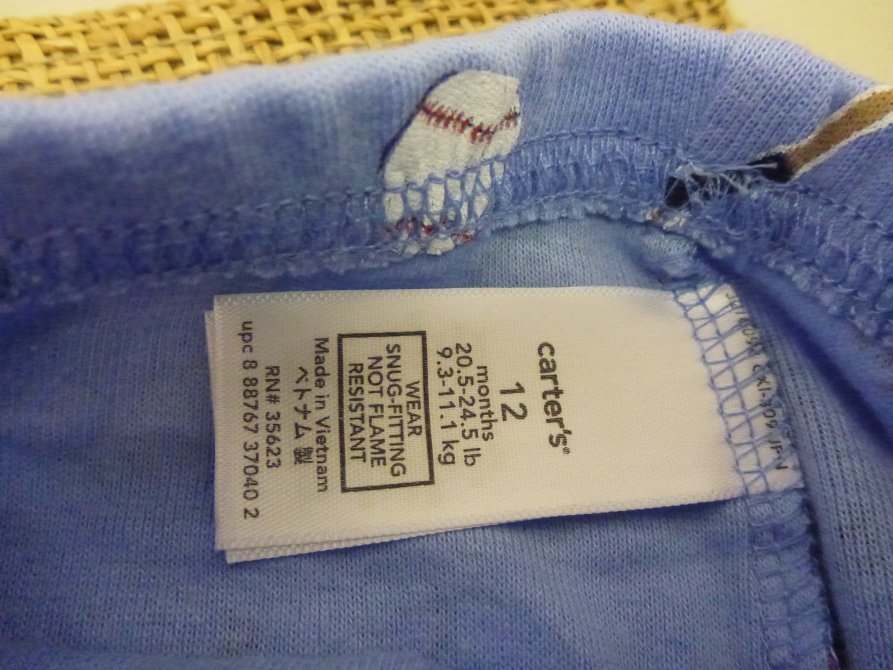 carter's®
12
months
20.5-24.5 lb
9.3-11.1 kg
WEAR
SNUG-FITTING
NOT FLAME
RESISTANT
Made in Vietnam
ベトナム製
RN# 35623
upc 8 88767 37040 2
JPN